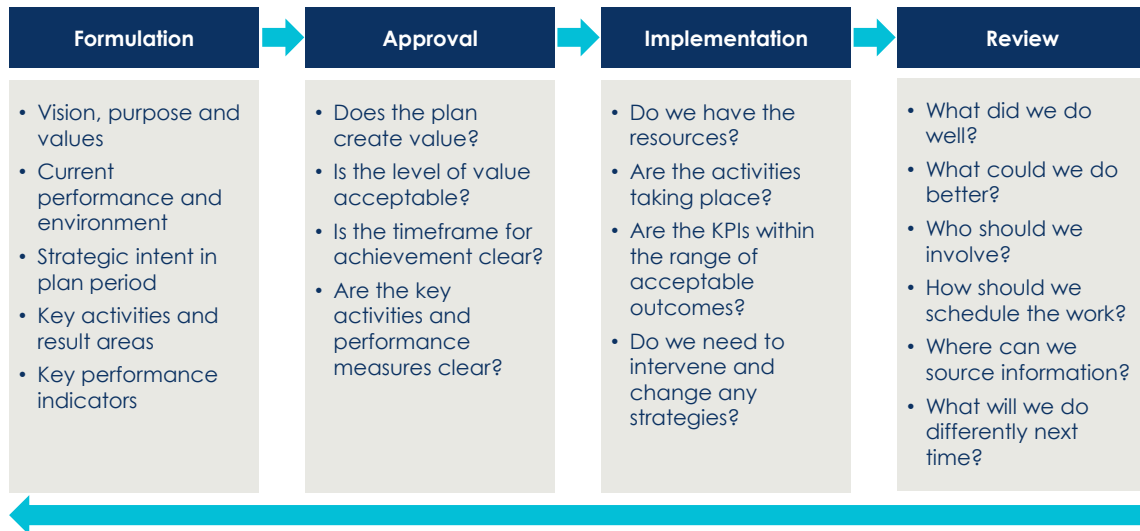 Formulation
• Vision, purpose and
values
• Current
performance and
environment
• Strategic intent in
plan period
• Key activities and
result areas
• Key performance
indicators
Approval
• Does the plan
create value?
• Is the level of value
acceptable?
• Is the timeframe for
achievement clear?
• Are the key
activities and
performance
measures clear?
Implementation
• Do we have the
resources?
• Are the activities
taking place?
• Are the KPIs within
the range of
acceptable
outcomes?
• Do we need to
intervene and
change any
strategies?
Review
• What did we do
well?
• What could we do
better?
• Who should we
involve?
• How should we
schedule the work?
• Where can we
source information?
• What will we do
differently next
time?